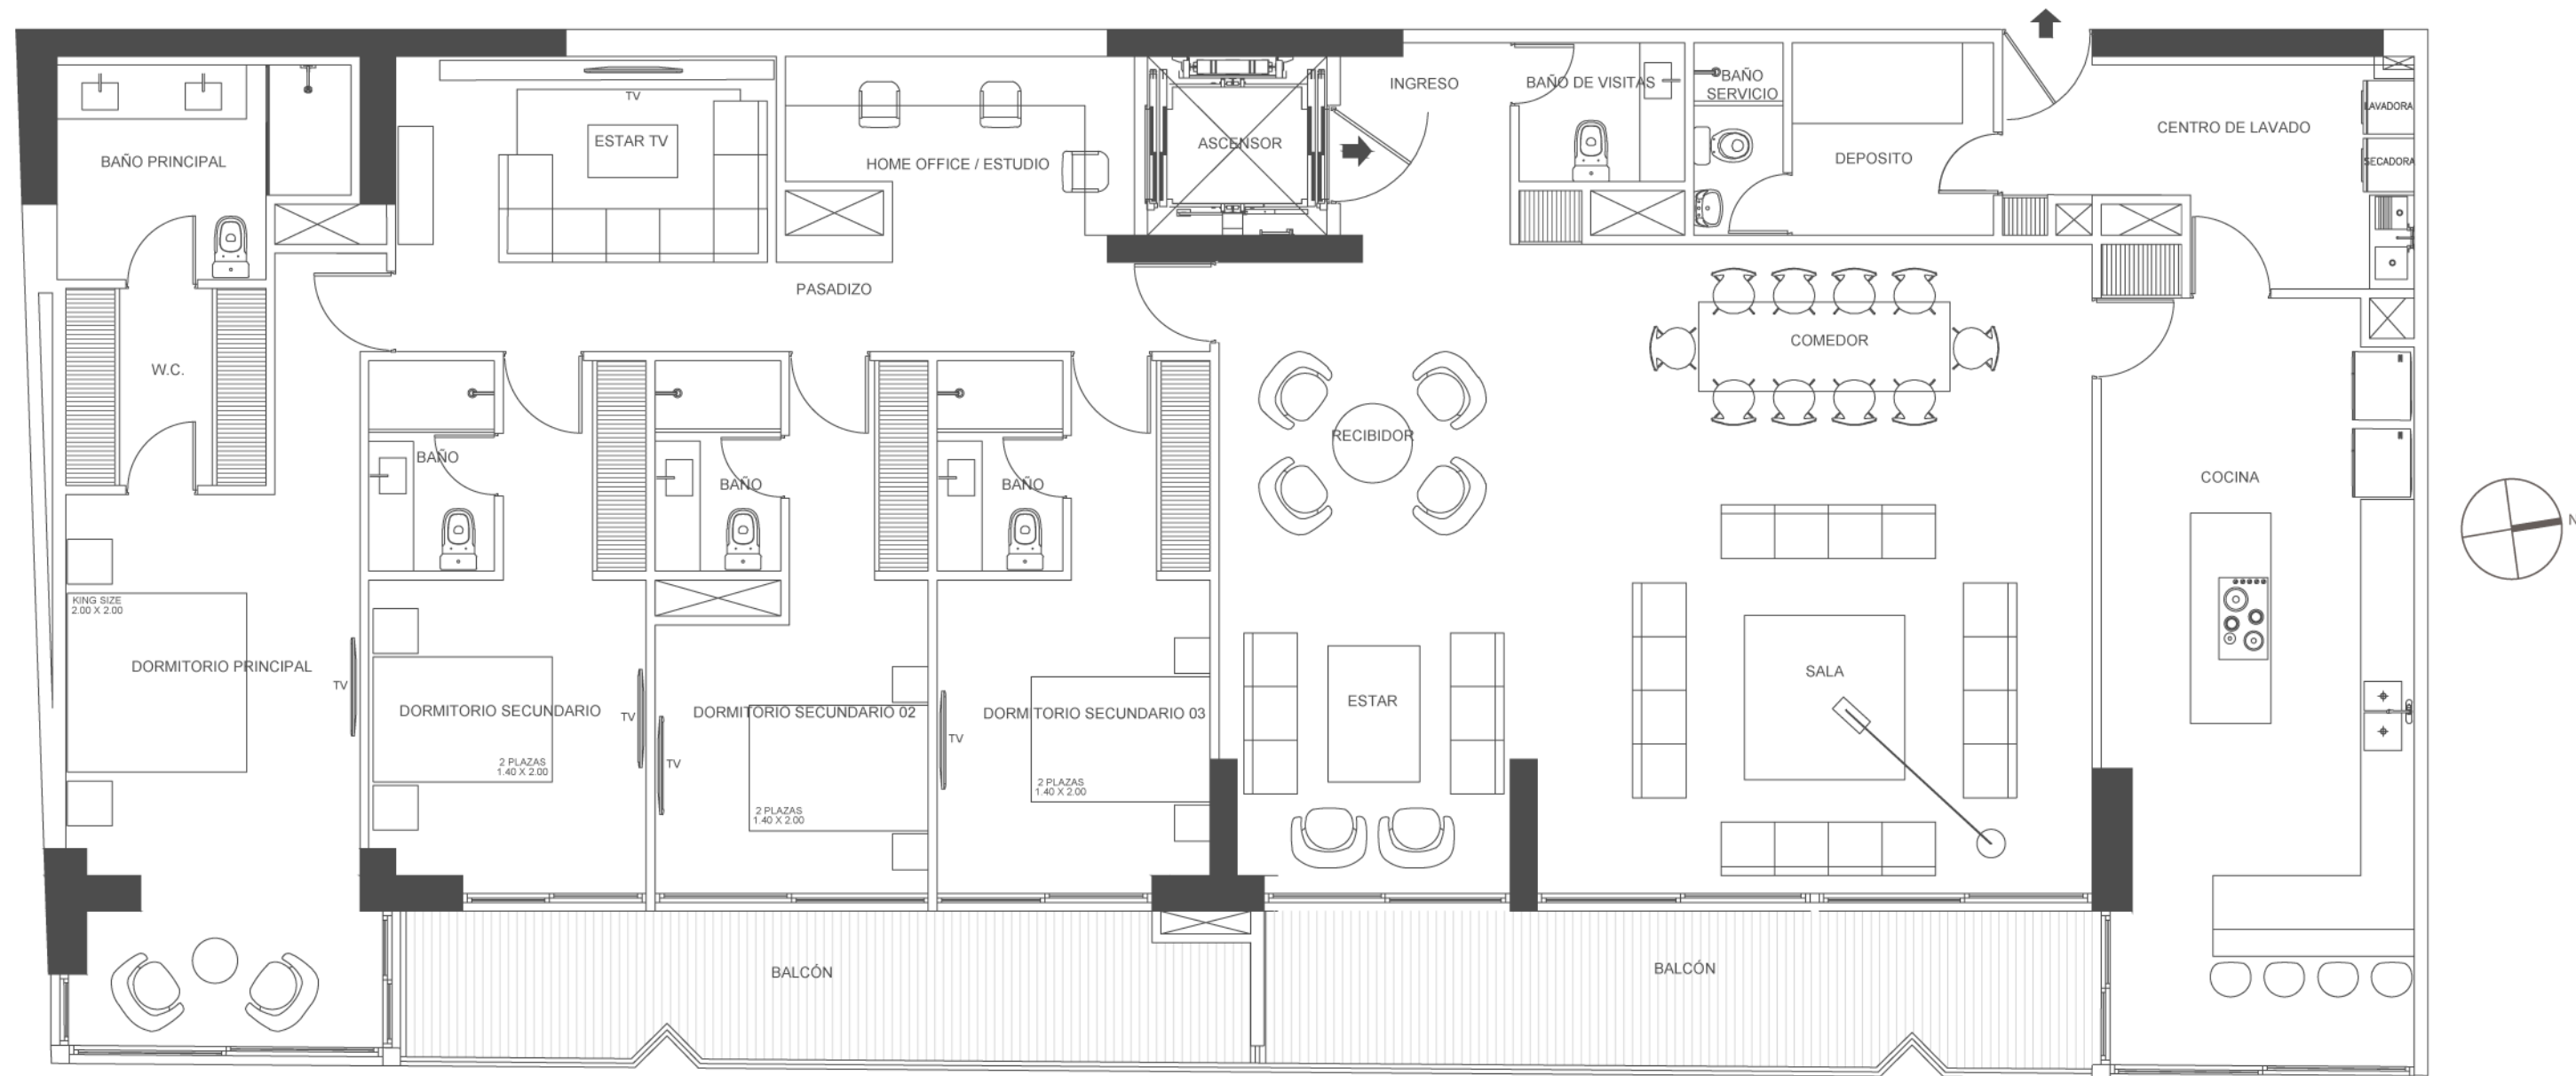 INGRESO
BAÑO DE VISITAS
BAÑO
SERVICIO
TV
LAVADORA
CENTRO DE LAVADO
ESTAR TV
ASCENSOR
BAÑO PRINCIPAL
HOME OFFICE / ESTUDIO
DEPOSITO
SECADORA
PASADIZO
COMEDOR
W.C.
RECIBIDOR
BAÑO
BAÑO
BAÑO
COCINA
N
KING SIZE
2.00 X 2.00
DORMITORIO PRINCIPAL
TV
DORMITORIO SECUNDARIO
TV
DORMITORIO SECUNDARIO 02
DORMITORIO SECUNDARIO 03
ESTAR
SALA
TV
TV
2 PLAZAS
1.40 X 2.00
2 PLAZAS
1.40 X 2.00
2 PLAZAS
1.40 X 2.00
BALCÓN
BALCÓN